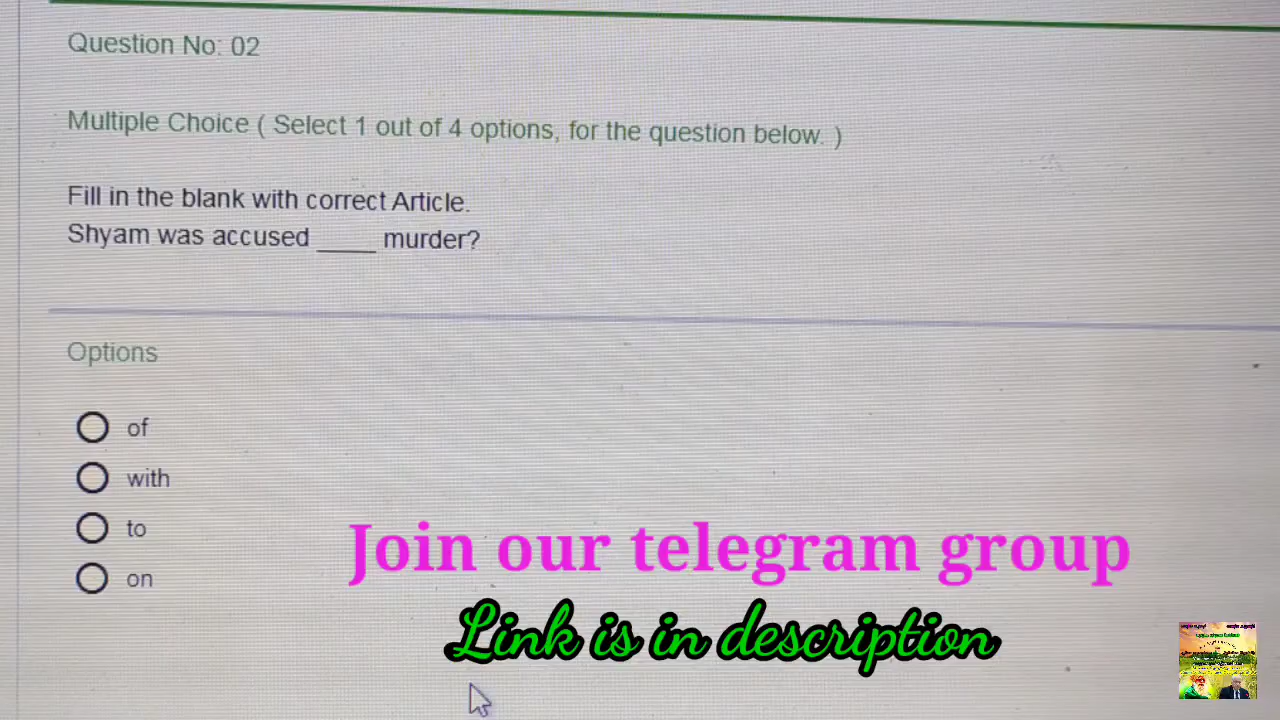 Question No: 02
Multiple Choice ( Select 1 out of 4 options, for the question below. )
Fill in the blank with correct Article.
Shyam was accused _____ murder?
Options
of
with
to
on
Join our telegram group
Link is in description